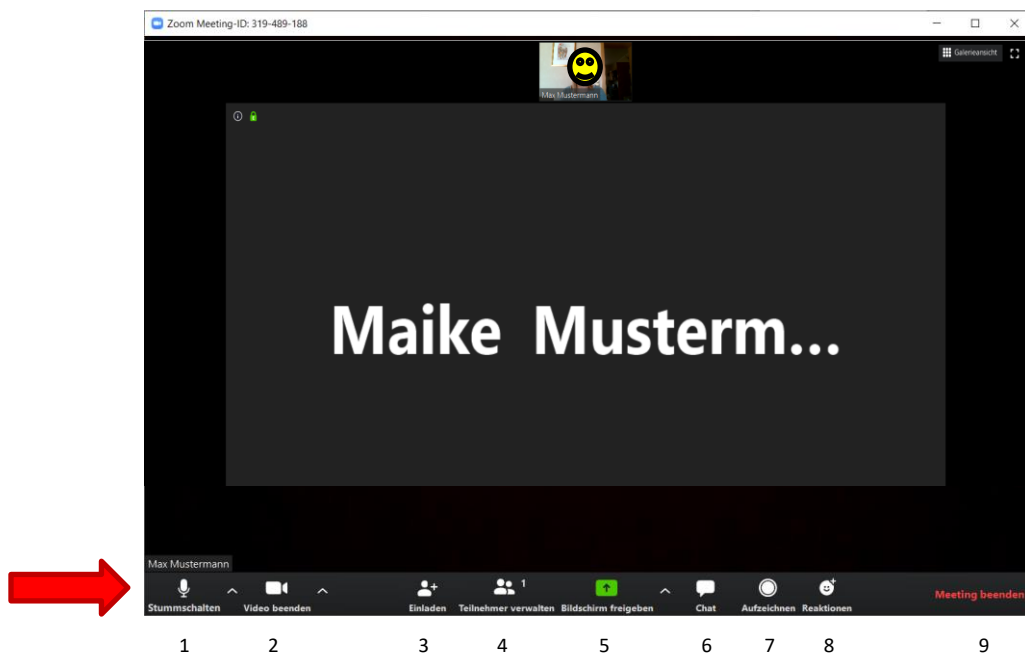 Zoom Meeting-ID: 319-489-188
Galerieansicht
Max Mustermann
Maike Musterm...
Max Mustermann
1
Stummschalten Video beenden Einladen Teilnehmer verwalten Bildschirm freigeben Chat Aufzeichnen Reaktionen Meeting beenden
1 2 3 4 5 6 7 8 9